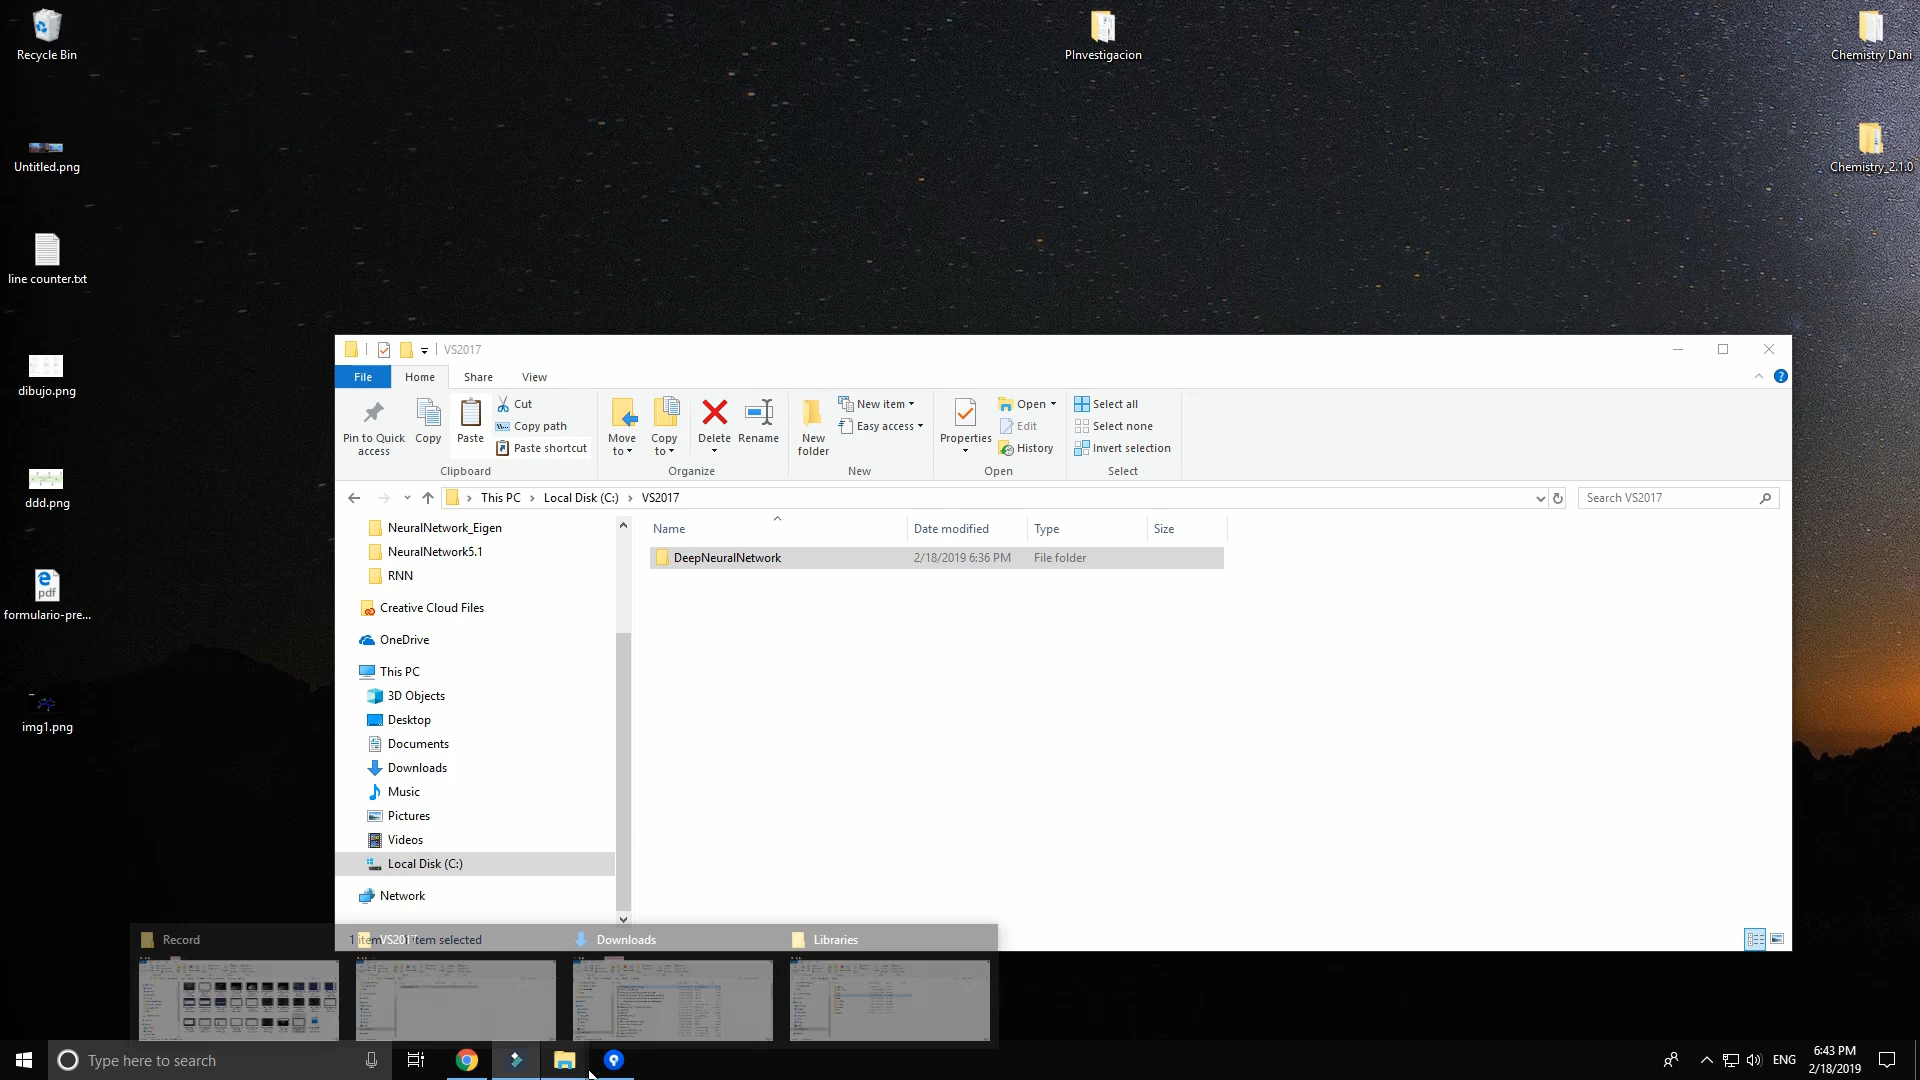 Recycle Bin
PInvestigacion
Chemistry Dani
Untitled.png
Chemistry_2.1.0
line counter.txt
dibujo.png
ddd.png
formulario-pre...
img1.png
VS2017
File
Home
Share
View
Pin to Quick
access
Copy
Paste
Cut
Copy path
Paste shortcut
Clipboard
Move
to
Copy
to
Delete
Rename
Organize
New
folder
New item
Easy access
New
Properties
Open
Edit
History
Open
Select all
Select none
Invert selection
Select
This PC
Local Disk (C:)
VS2017
Search VS2017
NeuralNetwork_Eigen
NeuralNetwork5.1
RNN
Creative Cloud Files
OneDrive
This PC
3D Objects
Desktop
Documents
Downloads
Music
Pictures
Videos
Local Disk (C:)
Network
Name
Date modified
Type
Size
DeepNeuralNetwork
2/18/2019 6:36 PM
File folder
1 item
item selected
Record
VS2017
Downloads
Libraries
Type here to search
ENG
6:43 PM
2/18/2019